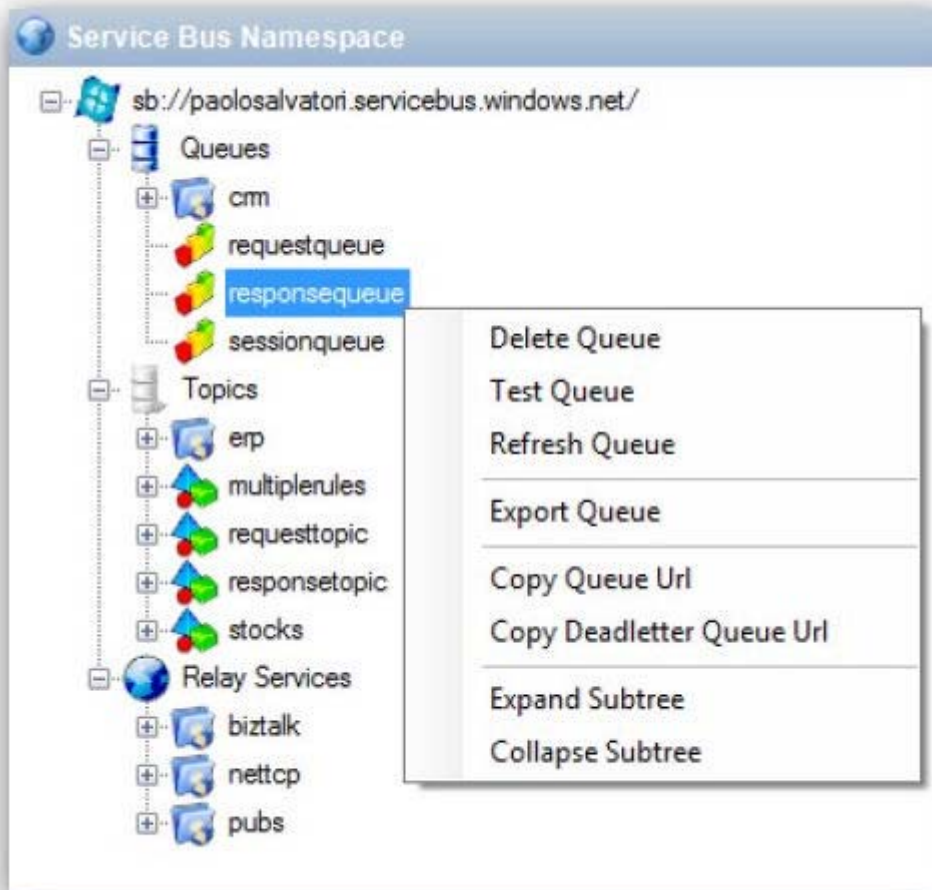 Service Bus Namespace
sb://paolosalvatori.servicebus.windows.net/
Queues
crm
requestqueue
responsequeue
sessionqueue
Topics
erp
multiplerules
requesttopic
responsetopic
stocks
Relay Services
biztalk
nettcp
pubs
Delete Queue
Test Queue
Refresh Queue
Export Queue
Copy Queue Url
Copy Deadletter Queue Url
Expand Subtree
Collapse Subtree